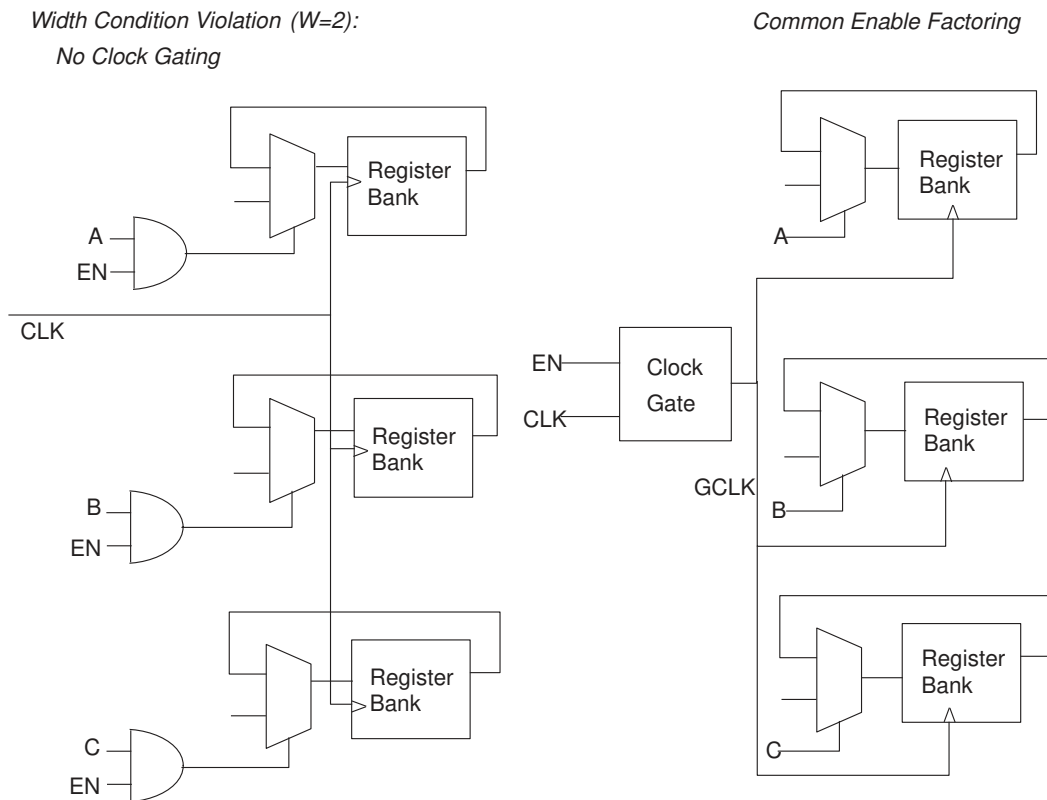 Width Condition Violation (W=2):
No Clock Gating
Register
Bank
A
EN
CLK
Register
Bank
B
EN
Register
Bank
C
EN
Common Enable Factoring
Register
Bank
A
EN
CLK
Clock
Gate
GCLK
Register
Bank
B
Register
Bank
C